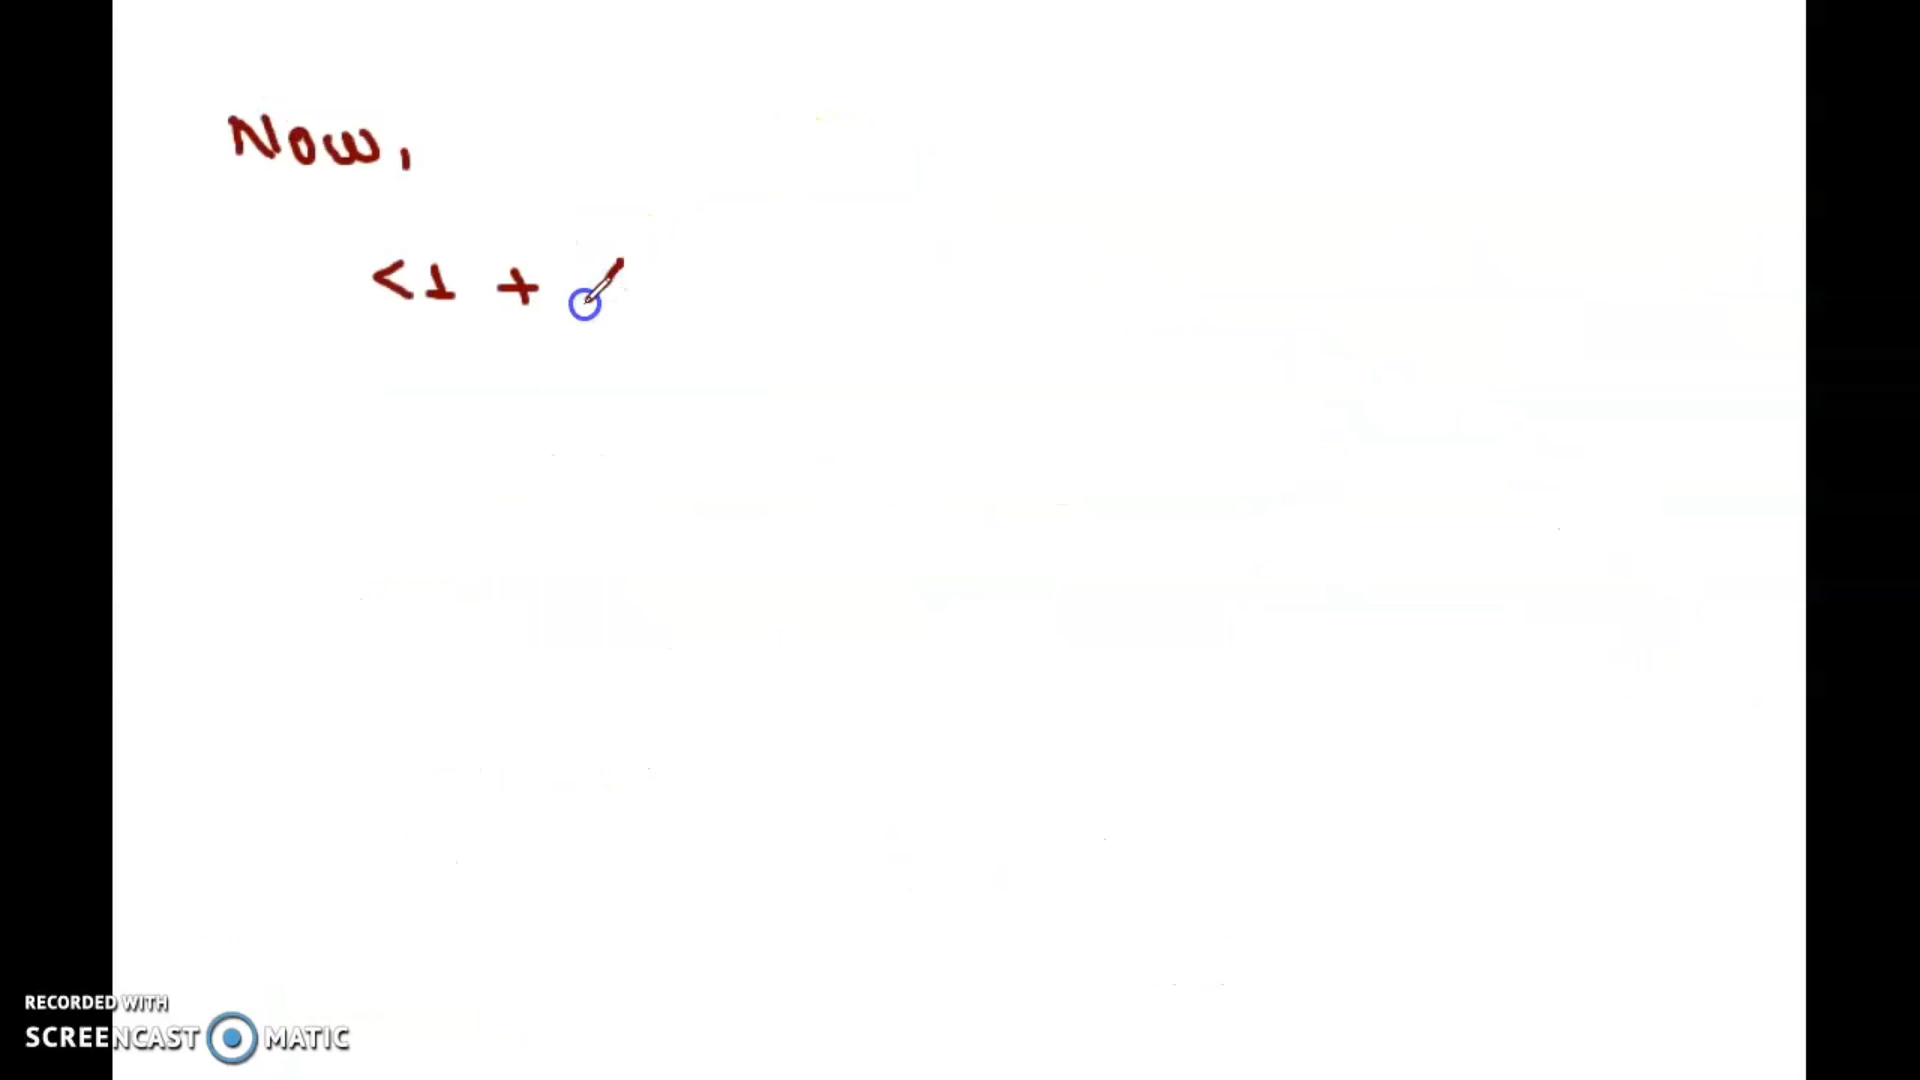 Now,
<1 +
RECORDED WITH
SCREENCAST MATIC